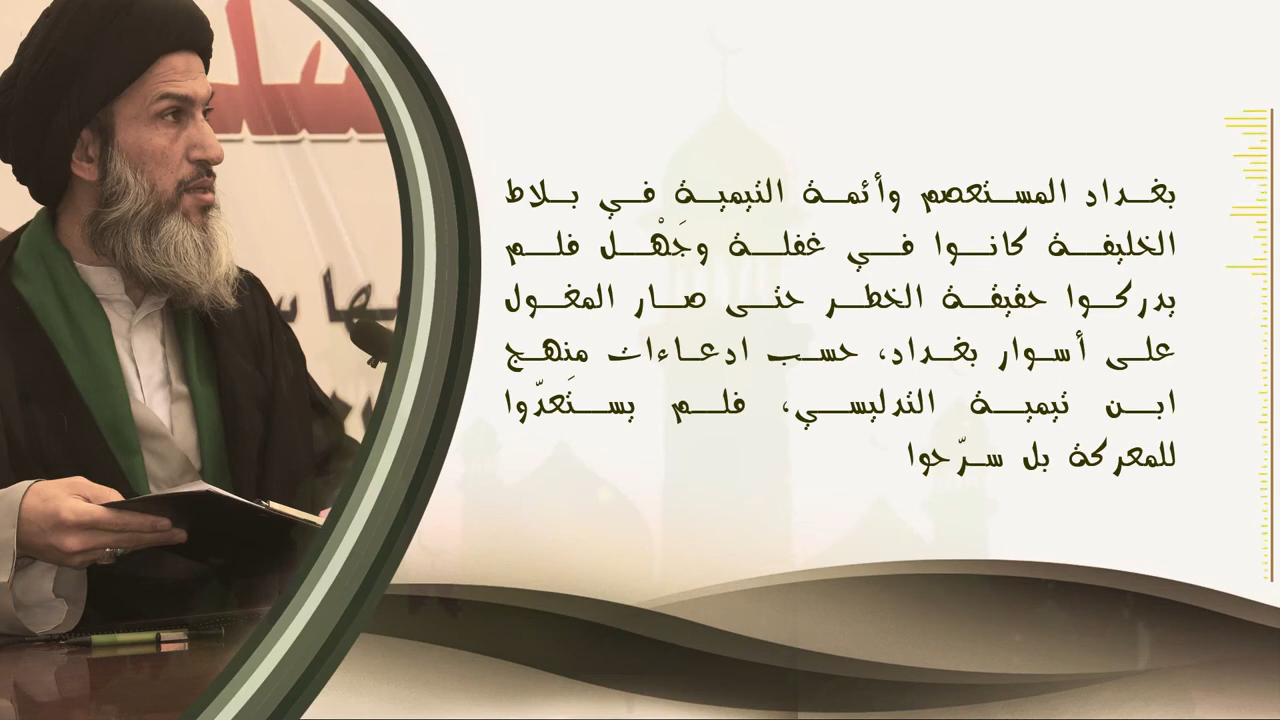 بغداد المستعصم وأئمة التيمية في بلاط
الخليفة كانوا في غفلة وجَهْل فلم
يدركوا حقيقة الخطر حتى صار المغول
على أسوار بغداد، حسب ادعاءات منهج
ابن تيمية التدليسي، فلم يستَعدّوا
للمعركة بل سرّحوا